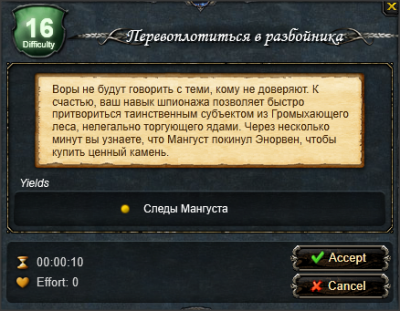 16
Difficulty
Перевоплотиться в разбойника
Воры не будут говорить с теми, кому не доверяют. К
счастью, ваш навык шпионажа позволяет быстро
притвориться таинственным субъектом из Громыхающего
леса, нелегально торгующего ядами. Через несколько
минут вы узнаете, что Мангуст покинул Энорвен, чтобы
купить ценный камень.
Yields
Следы Мангуста
00:00:10
Accept
Effort: 0
Cancel